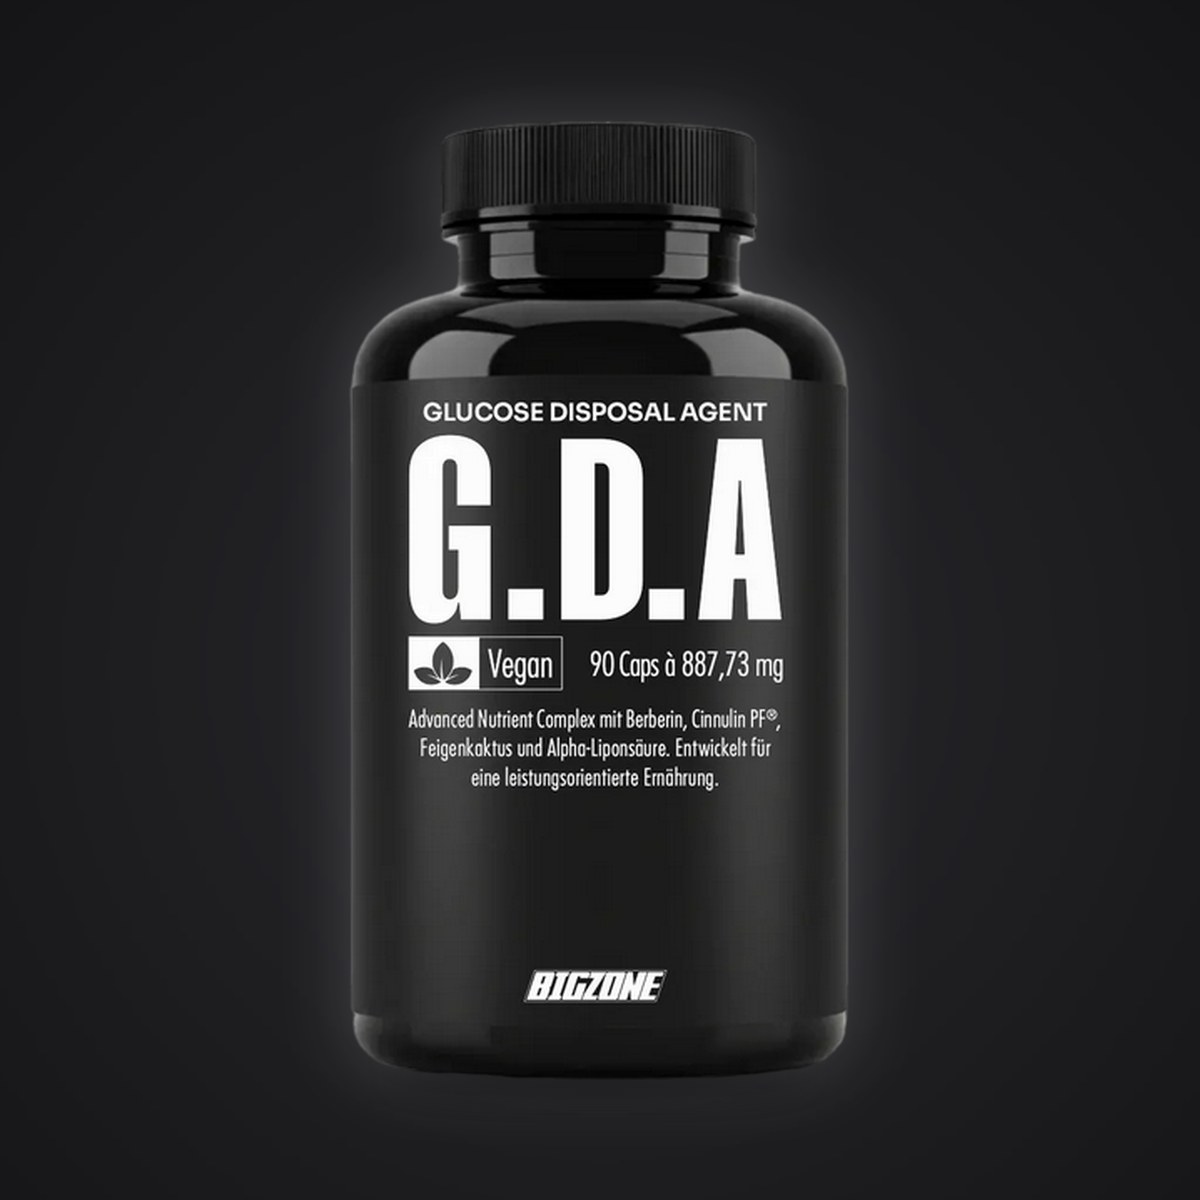 GLUCOSE DISPOSAL AGENT
G.D.A
Vegan 90 Caps à 887,73 mg
Advanced Nutrient Complex mit Berberin, Cinnulin PF®,
Feigenkaktus und Alpha-Liponsäure. Entwickelt für
eine leistungsorientierte Ernährung.
BIGZONE